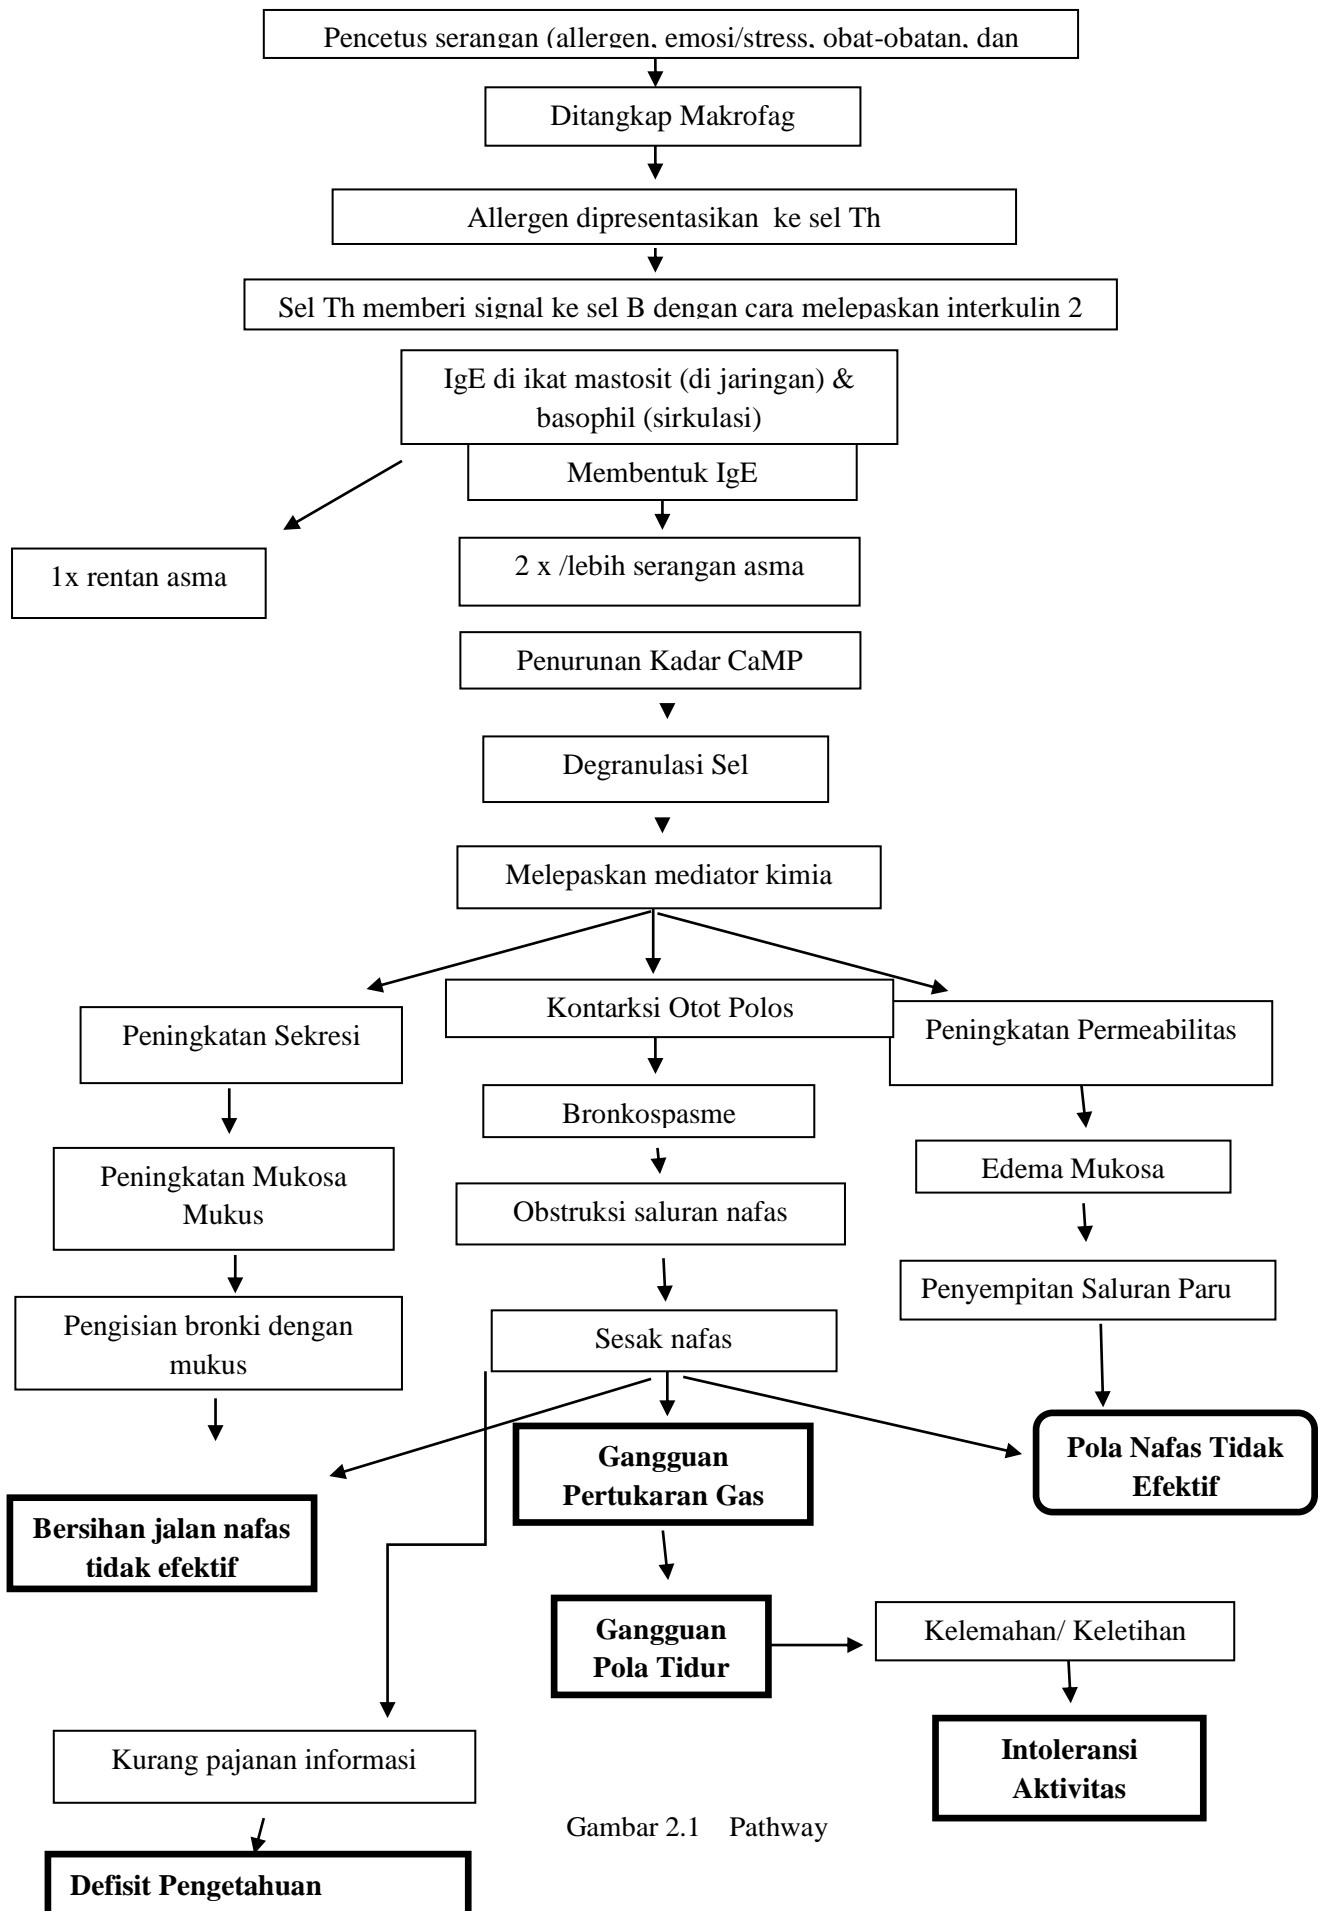 Pencetus serangan (allergen, emosi/stress, obat-obatan, dan
Ditangkap Makrofag
Allergen dipresentasikan ke sel Th
Sel Th memberi signal ke sel B dengan cara melepaskan interkulin 2
IgE di ikat mastosit (di jaringan) &
basophil (sirkulasi)
Membentuk IgE
1x rentan asma
2 x /lebih serangan asma
Penurunan Kadar CaMP
Degranulasi Sel
Melepaskan mediator kimia
Peningkatan Sekresi
Kontarksi Otot Polos
Peningkatan Permeabilitas
Bronkospasme
Peningkatan Mukosa
Mukus
Edema Mukosa
Obstruksi saluran nafas
Penyempitan Saluran Paru
Pengisian bronki dengan
mukus
Sesak nafas
Gangguan
Pertukaran Gas
Pola Nafas Tidak
Efektif
Bersihan jalan nafas
tidak efektif
Gangguan
Pola Tidur
Kelemahan/ Keletihan
Kurang pajanan informasi
Intoleransi
Aktivitas
Gambar 2.1 Pathway
Defisit Pengetahuan